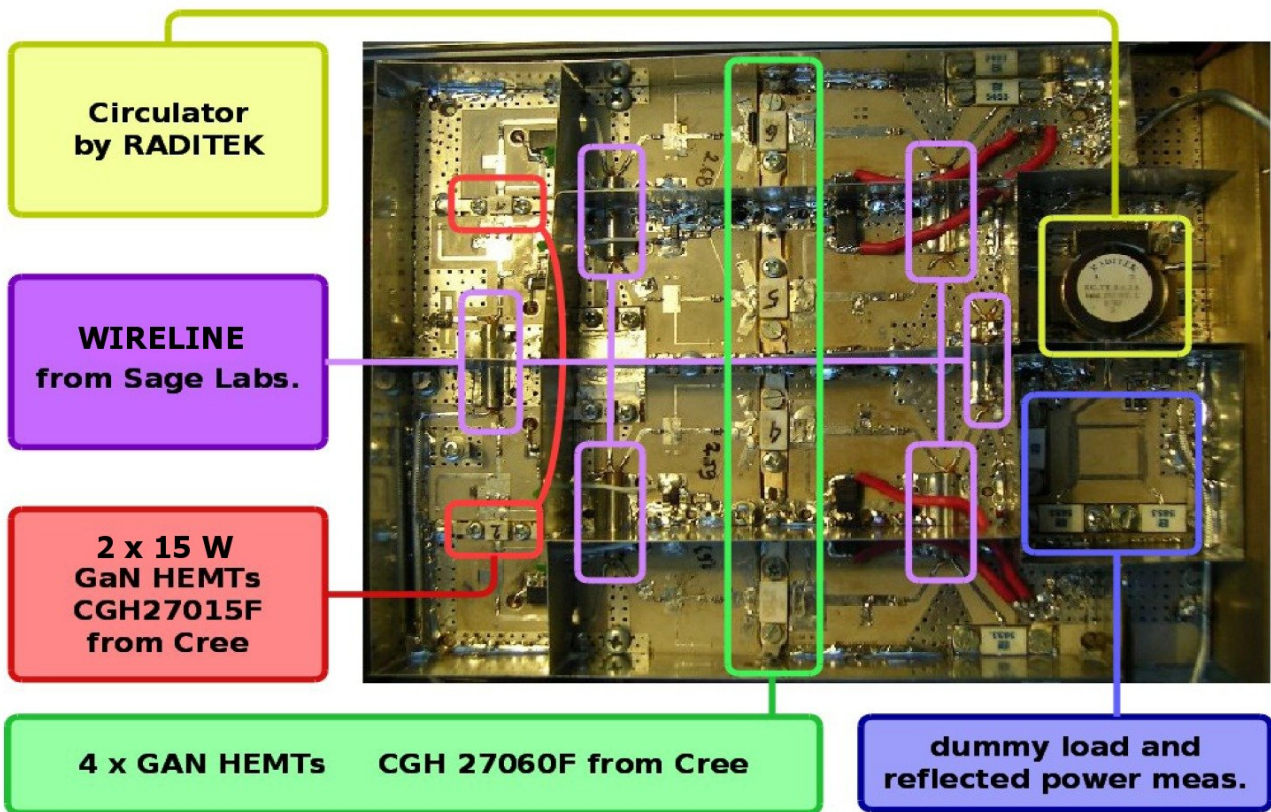 Circulator
by RADITEK
WIRELINE
from Sage Labs.
2 x 15 W
GaN HEMTs
CGH27015F
from Cree
4 x GAN HEMTs CGH 27060F from Cree
dummy load and
reflected power meas.
RADITEK
6
5
4
2